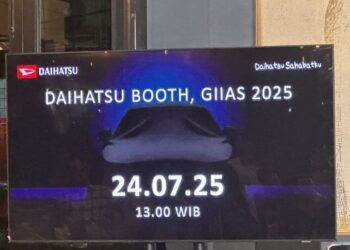 DAIHATSU
Daihatsu Sahabatku
DAIHATSU BOOTH, GIIAS 2025
24.07.25
13.00 WIB